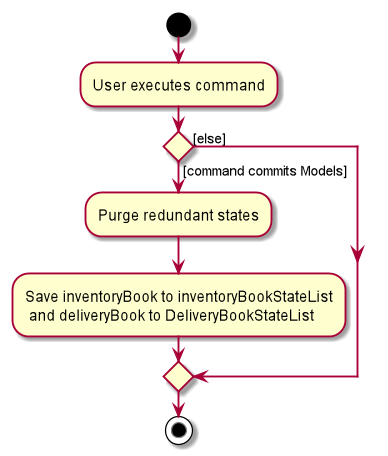 User executes command
[else]
[command commits Models]
Purge redundant states
Save inventoryBook to inventoryBookStateList
and deliveryBook to DeliveryBookStateList